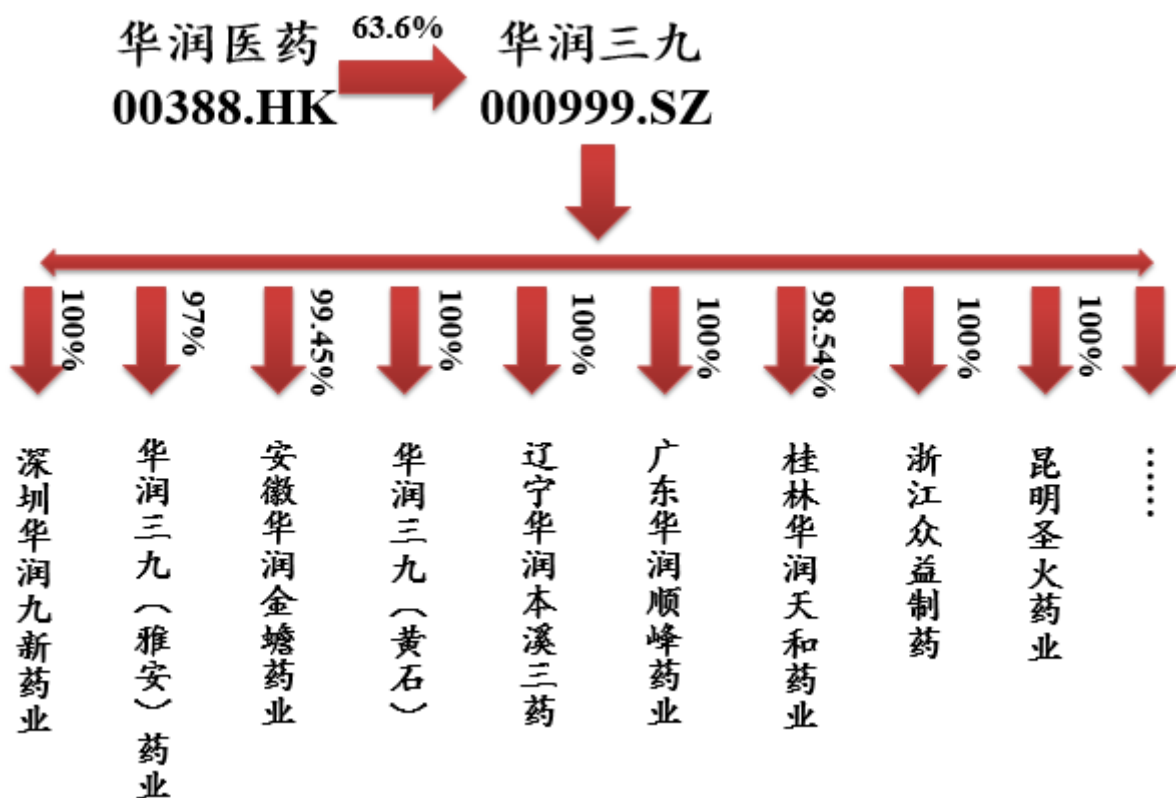 华润医药
63.6%
华润三九
00388.HK
000999.SZ
100%
97%
99.45%
100%
100%
100%
98.54%
100%
100%
深圳华润九新药业
华润三九（雅安）药业
安徽华润金蟾药业
华润三九（黄石）
辽宁华润本溪三药
广东华润顺峰药业
桂林华润天和药业
浙江众益制药
昆明圣火药业
……